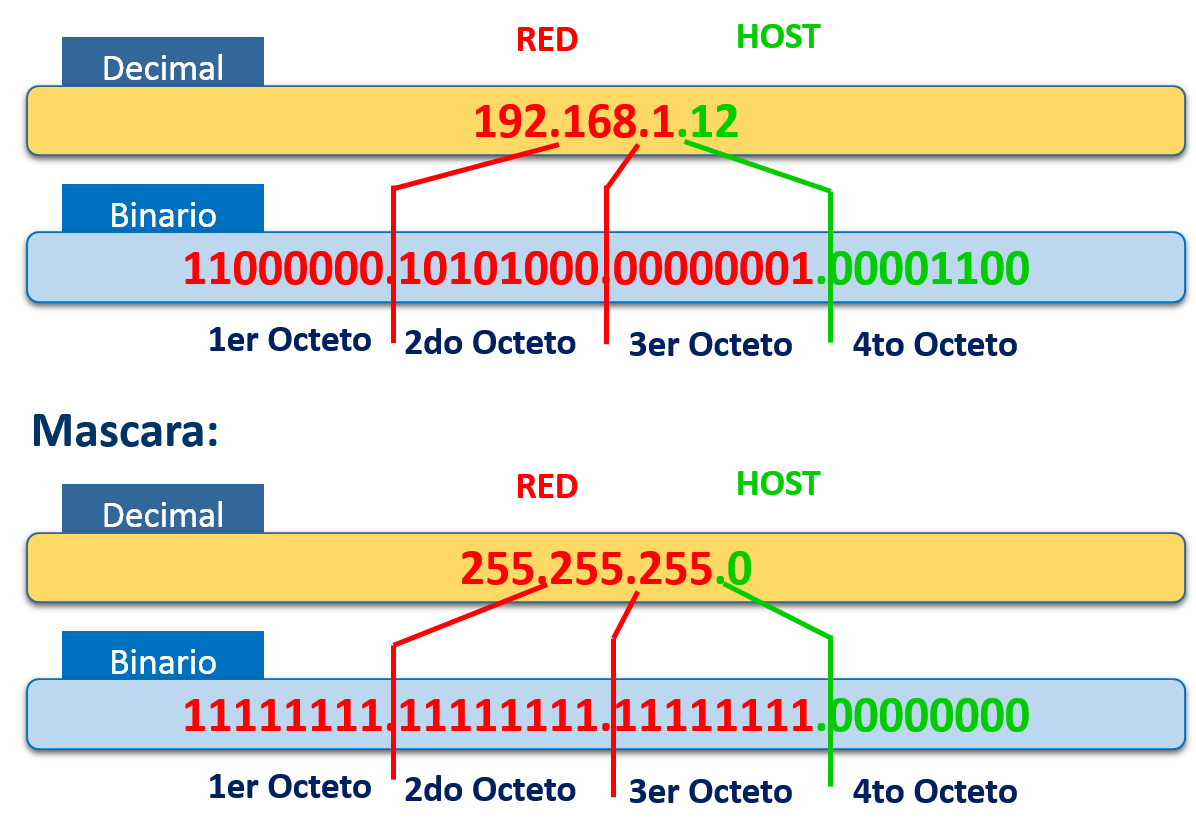 RED HOST
Decimal
192.168.1.12
Binario
11000000.10101000.00000001.00001100
1er Octeto 2do Octeto 3er Octeto 4to Octeto
Mascara:
RED HOST
Decimal
255.255.255.0
Binario
11111111.11111111.11111111.00000000
1er Octeto 2do Octeto 3er Octeto 4to Octeto